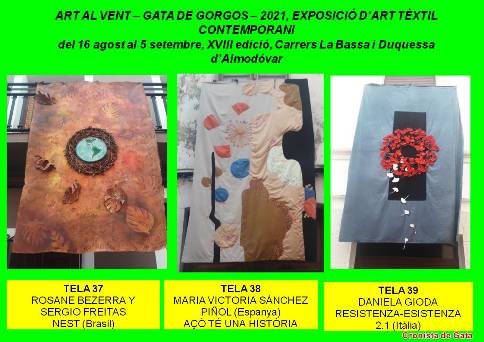 ART AL VENT – GATA DE GORGOS – 2021, EXPOSICIÓ D'ART TÈXTIL
CONTEMPORANI
del 16 agost al 5 setembre, XVIII edició, Carrers La Bassa i Duquessa
d'Almodóvar
TELA 37
ROSANE BEZERRA Y
SERGIO FREITAS
NEST (Brasil)
TELA 38
MARIA VICTORIA SÁNCHEZ
PIÑOL (Espanya)
AÇÒ TÉ UNA HISTÒRIA
TELA 39
DANIELA GIODA
RESISTENZA-ESISTENZA
2.1 (Itàlia)
Cronista de Gata